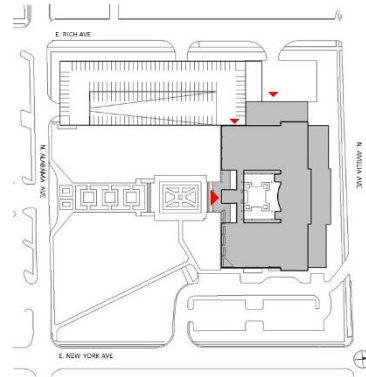 E. RICH AVE
N. ALABAMA AVE
N. AMELIA AVE
E. NEW YORK AVE